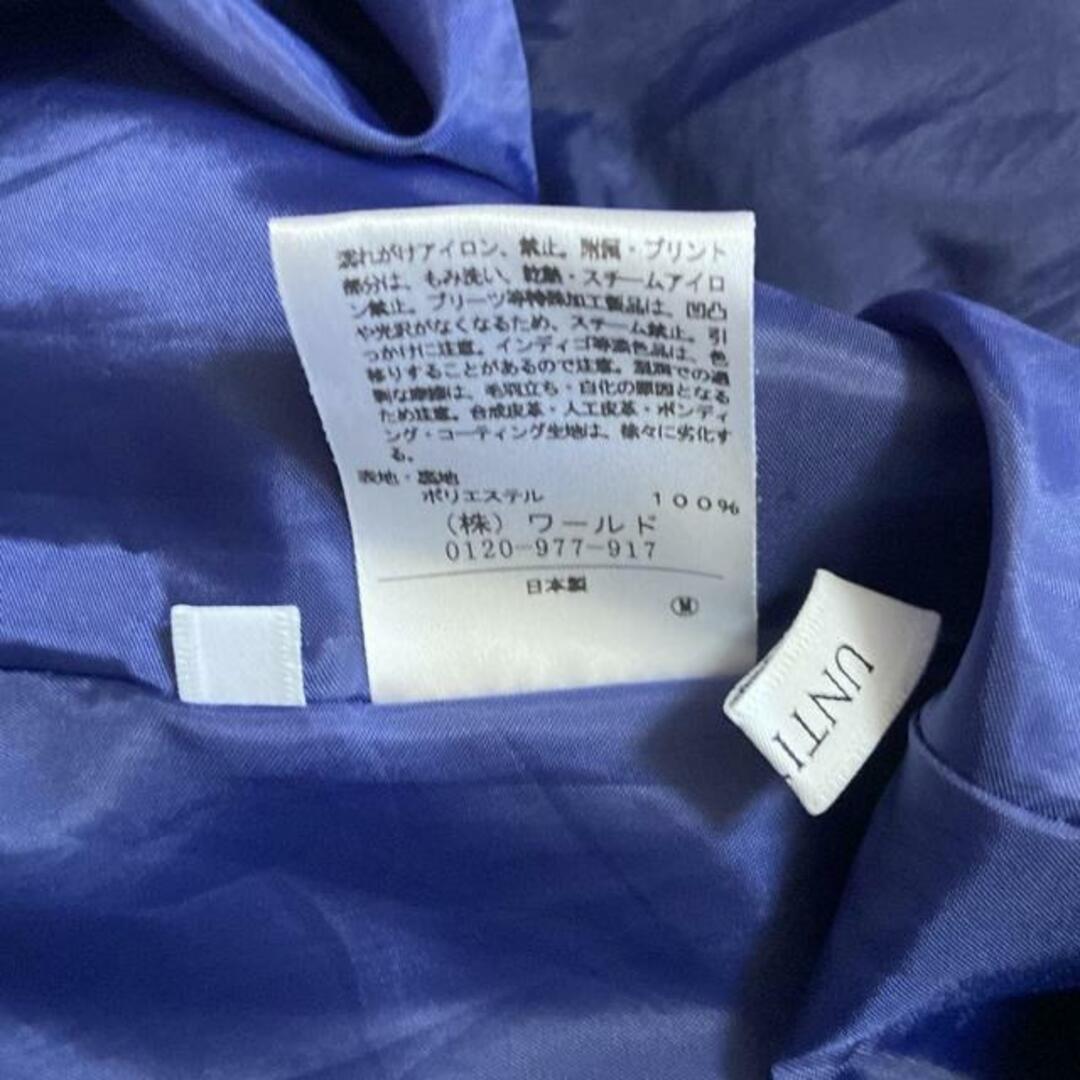 濡れがけアイロン、禁止。附属・プリント
部分は、もみ洗い、乾熱・スチームアイロ
ン禁止。プリーツ等特殊加工製品は、凹凸
や光沢がなくなるため、スチーム禁止。引
っかけに注意。インディゴ等濃色品は、色
移りすることがあるので注意。湿潤での過
剰な摩擦は、毛羽立ち・白化の原因となる
ため注意。合成皮革・人工皮革・ボンディ
ング・コーティング生地は、徐々に劣化す
る。
表地・裏地
ポリエステル 100%
(株)ワールド
0120-977-917
日本製
M
UNTI